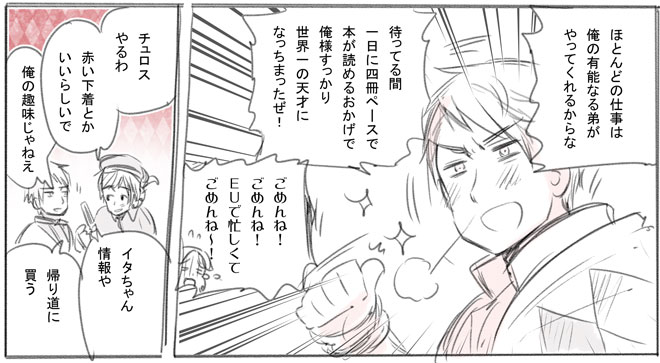 ほとんどの仕事は
俺の有能なる弟が
やってくれるからな
待ってる間
一日に四冊ペースで
本が読めるおかげで
俺様すっかり
世界一の天才に
なっちまったぜ!
ごめんね!
ごめんね!
EUで忙しくて
ごめんね~!
チュロス
やるわ
赤い下着とか
いいらしいで
俺の趣味じゃねえ
イタちゃん
情報や
帰り道に
買う